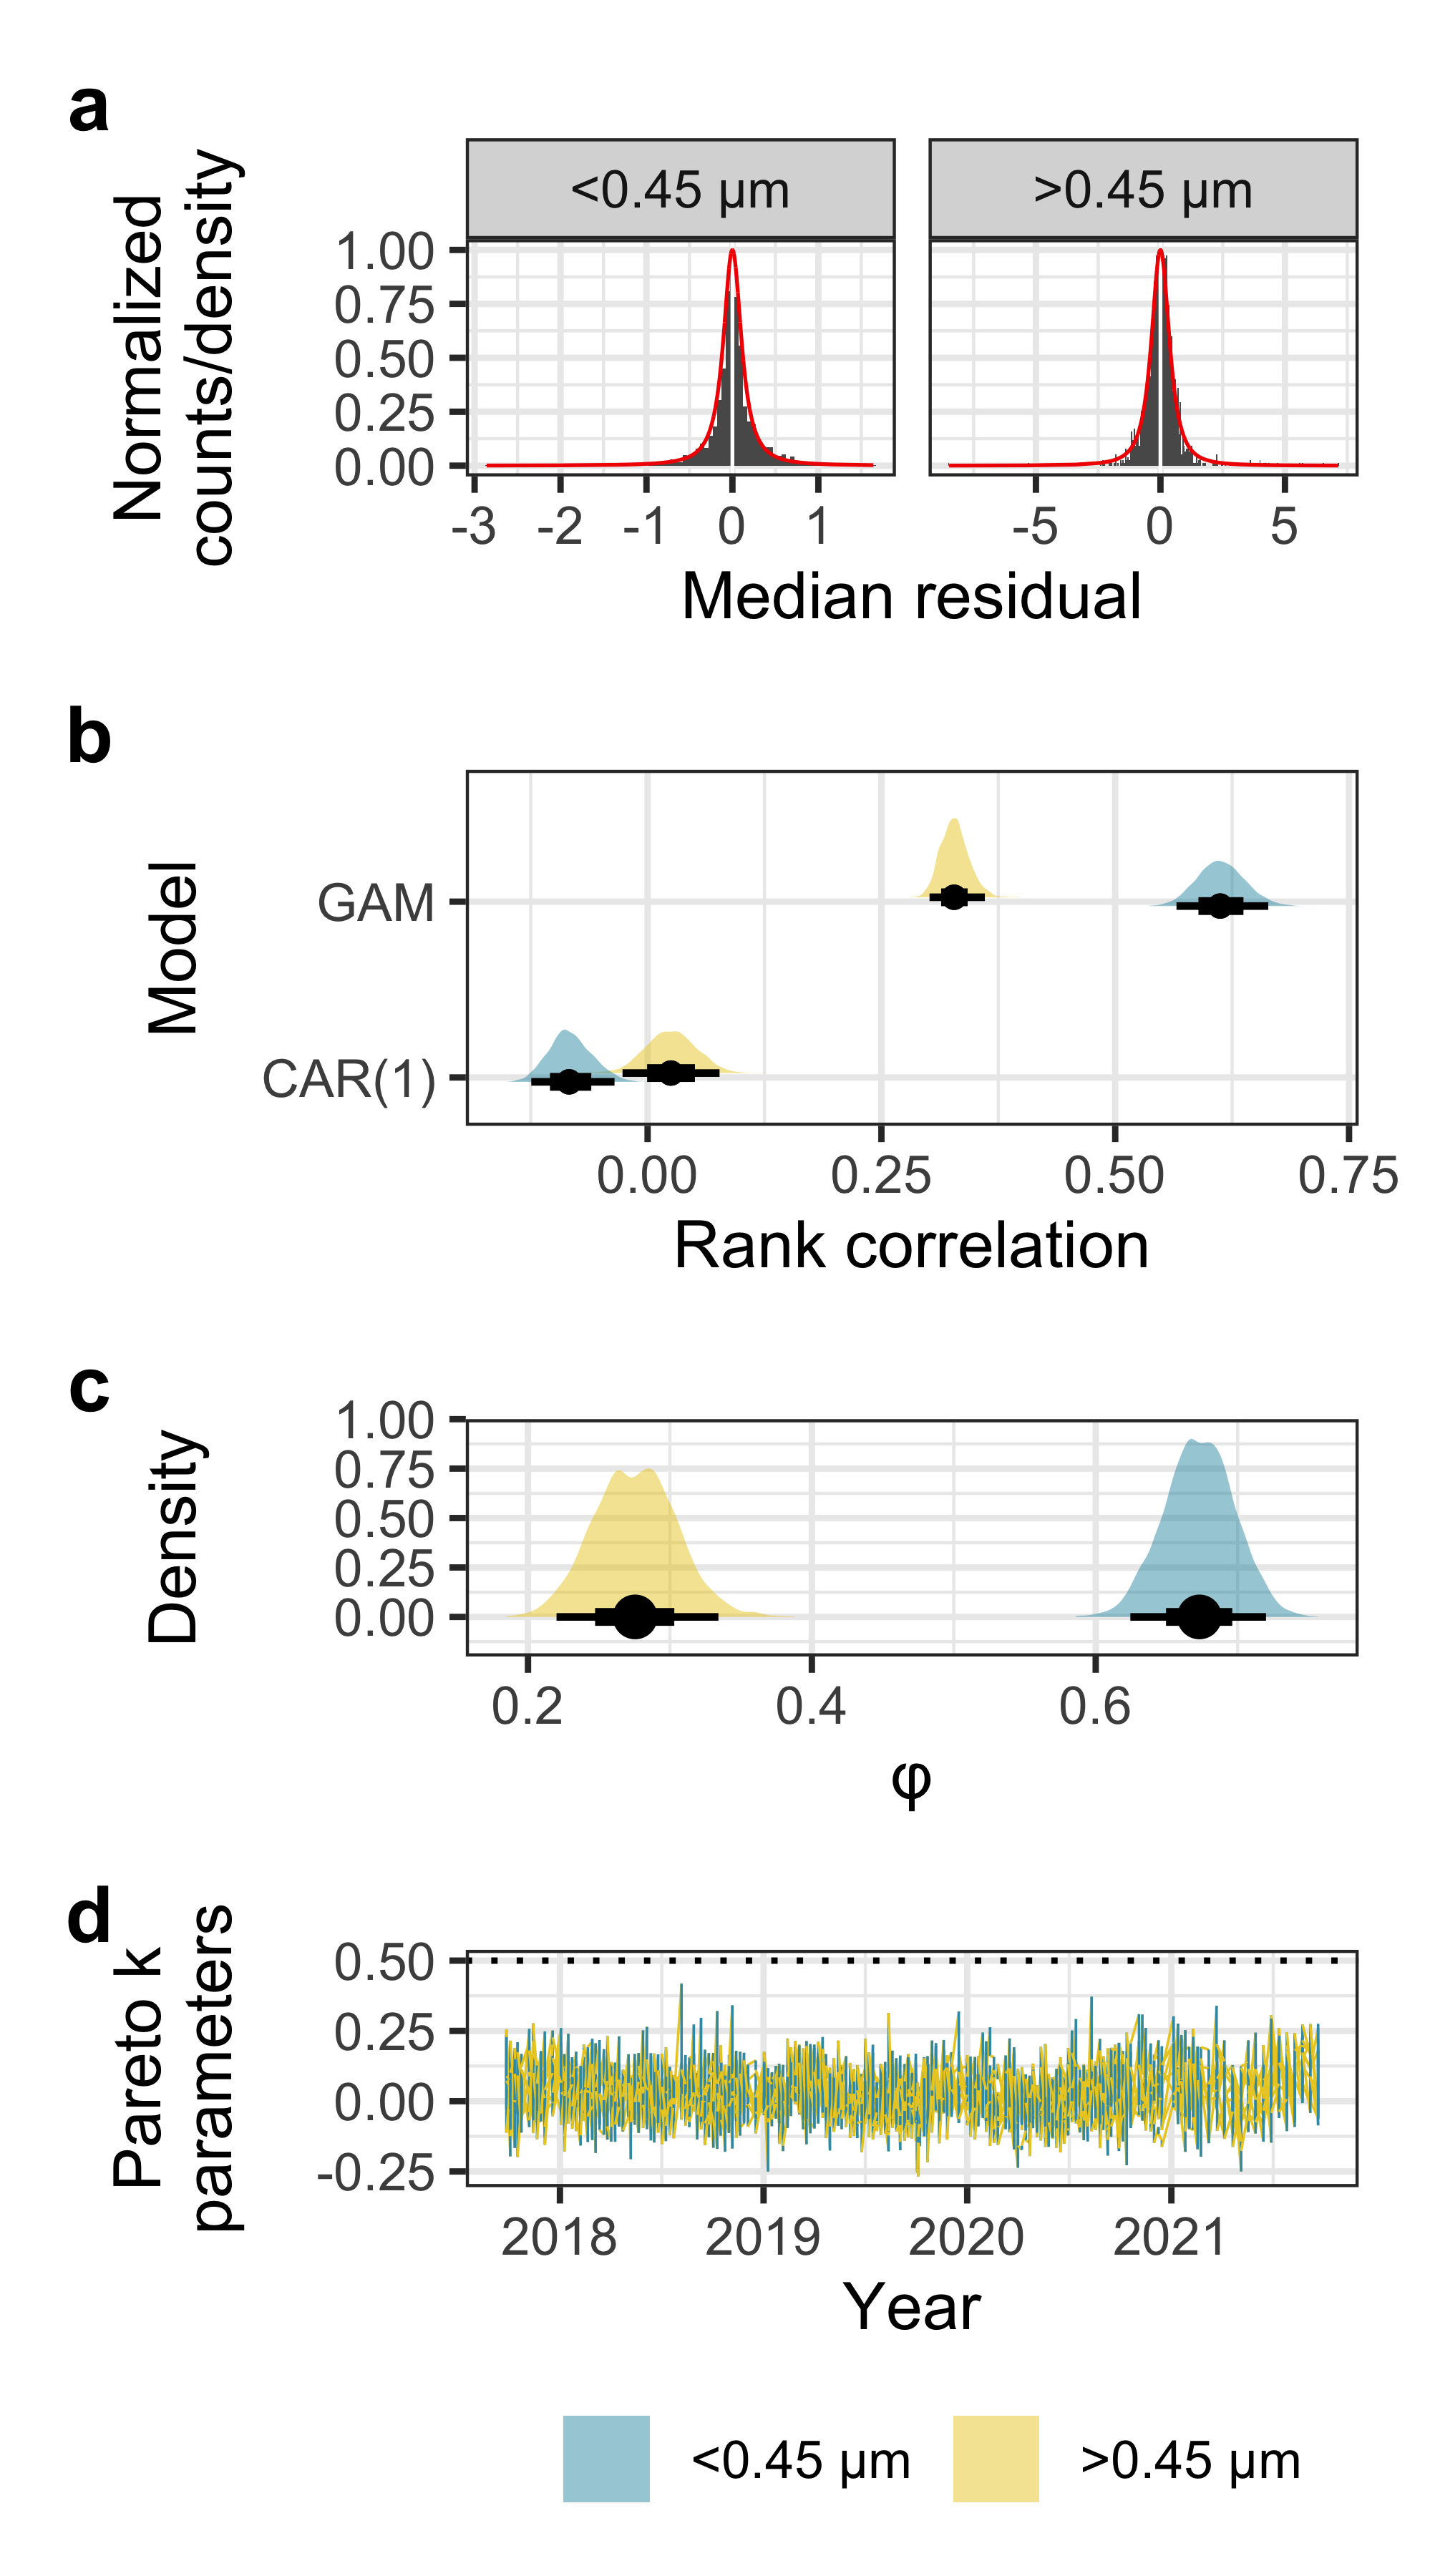 a
Normalized
counts/density
<0.45 µm
>0.45 µm
1.00
0.75
0.50
0.25
0.00
-3 -2 -1 0 1
-5 0 5
Median residual
b
Model
GAM
CAR(1)
0.00 0.25 0.50 0.75
Rank correlation
c
Density
1.00
0.75
0.50
0.25
0.00
0.2 0.4 0.6
φ
d
Pareto k
parameters
0.50
0.25
0.00
-0.25
2018 2019 2020 2021
Year
<0.45 µm >0.45 µm